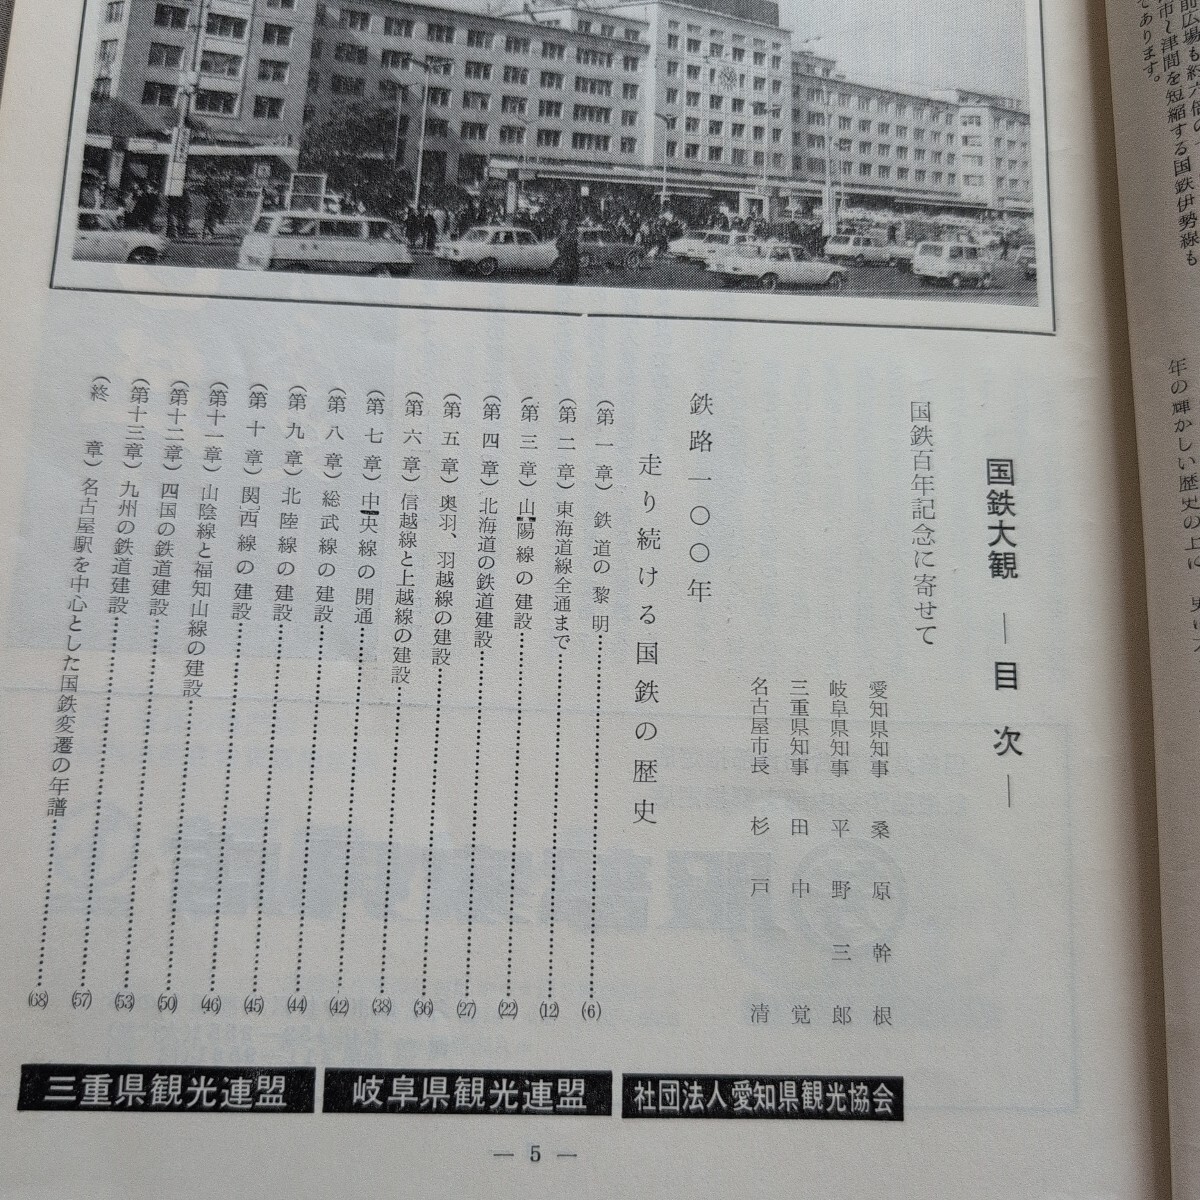 市〜津間を短縮する国鉄伊勢線も
であります。
年の輝かしい歴史の上に
国鉄大観 ―目次―
国鉄百年記念に寄せて
愛知県知事 桑原幹根
岐阜県知事 平野三郎
三重県知事 田中覚
名古屋市長 杉戸清
鉄路一〇〇年
走り続ける国鉄の歴史
(第一章) 鉄道の黎明……(6)
(第二章) 東海道線全通まで……(12)
(第三章) 山陽線の建設……(22)
(第四章) 北海道の鉄道建設……(27)
(第五章) 奥羽、羽越線の建設……(36)
(第六章) 信越線と上越線の建設……(38)
(第七章) 中央線の開通……(42)
(第八章) 総武線の建設……(44)
(第九章) 北陸線の建設……(45)
(第十章) 関西線の建設……(46)
(第十一章) 山陰線と福知山線の建設……(50)
(第十二章) 四国の鉄道建設……(53)
(第十三章) 九州の鉄道建設……(57)
(終章) 名古屋駅を中心とした国鉄変遷の年譜……(68)
社団法人愛知県観光協会
岐阜県観光連盟
三重県観光連盟
― 5 ―